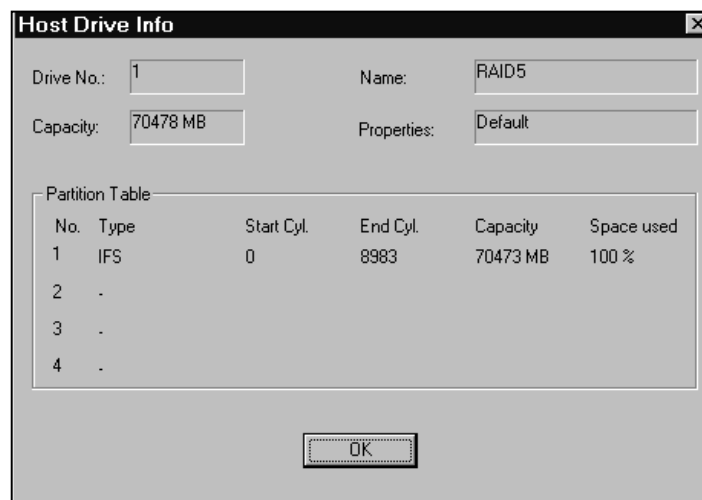 Host Drive Info
Drive No.: 1 Name: RAID5
Capacity: 70478 MB Properties: Default
Partition Table
No. Type Start Cyl. End Cyl. Capacity Space used
1 IFS 0 8983 70473 MB 100 %
2 -
3 -
4 -
OK